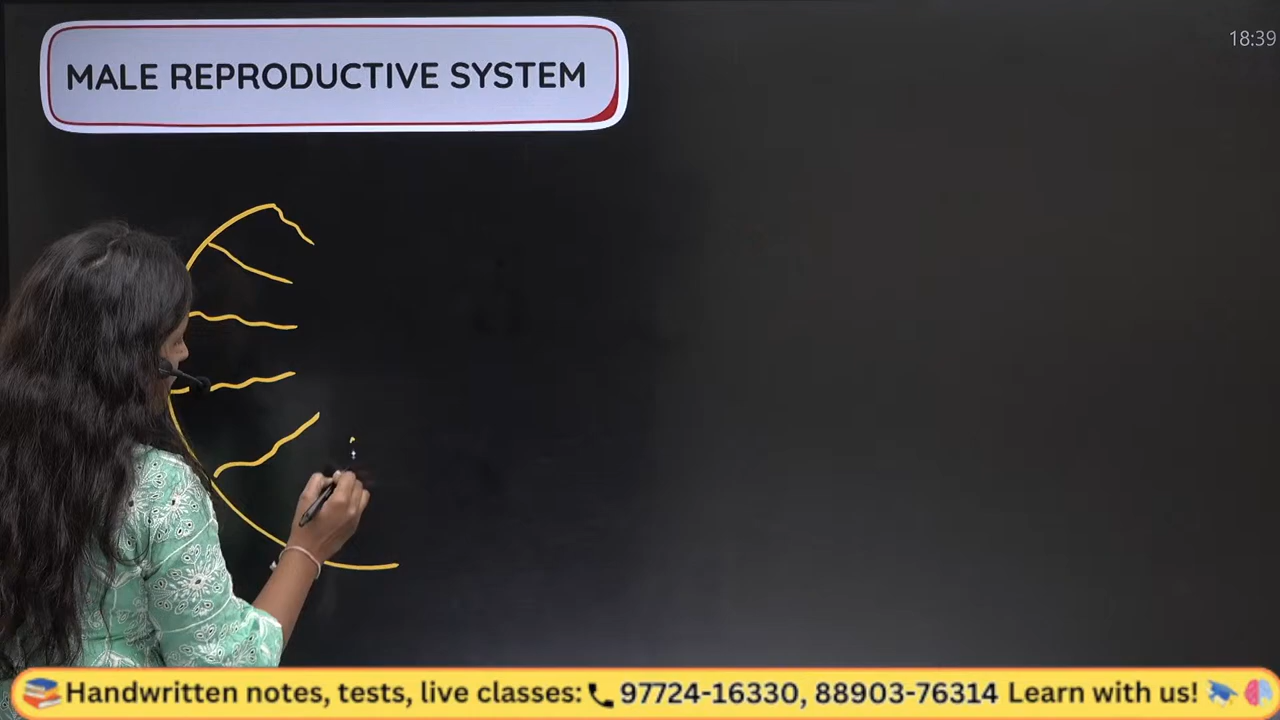 MALE REPRODUCTIVE SYSTEM
18:39
📚Handwritten notes, tests, live classes:📞97724-16330, 88903-76314 Learn with us! 🎓🧠